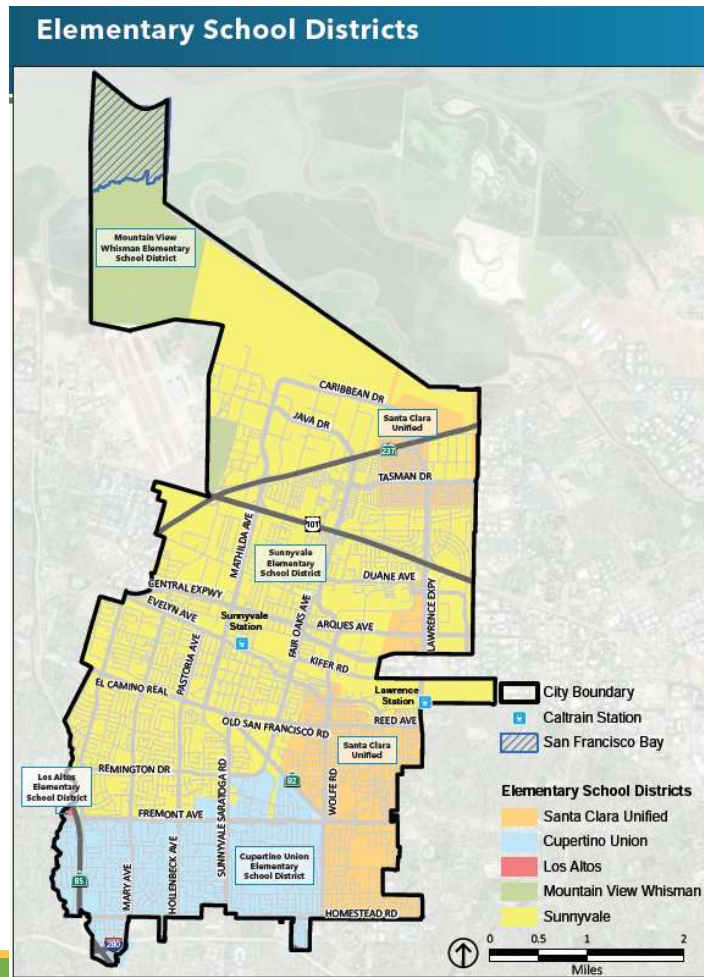 Elementary School Districts
Mountain View
Whisman Elementary
School District
CARIBBEAN DR
JAVA DR
Santa Clara
Unified
237
TASMAN DR
101
MATHILDA AVE
Sunnyvale
Elementary
School District
DUANE AVE
LAWRENCE EXPY
CENTRAL EXPWY
EVELYN AVE
Sunnyvale
Station
FAIR OAKS AVE
ARQUES AVE
PASTORIA AVE
KIFER RD
EL CAMINO REAL
Lawrence
Station
OLD SAN FRANCISCO RD
REED AVE
Santa Clara
Unified
REMINGTON DR
Los Altos
Elementary
School District
82
WOLFE RD
SUNNYVALE SARATOGA RD
FREMONT AVE
Cupertino Union
Elementary
School District
85
MARY AVE
HOLLENBECK AVE
HOMESTEAD RD
280
City Boundary
Caltrain Station
San Francisco Bay
Elementary School Districts
Santa Clara Unified
Cupertino Union
Los Altos
Mountain View Whisman
Sunnyvale
0 0.5 1 2
Miles